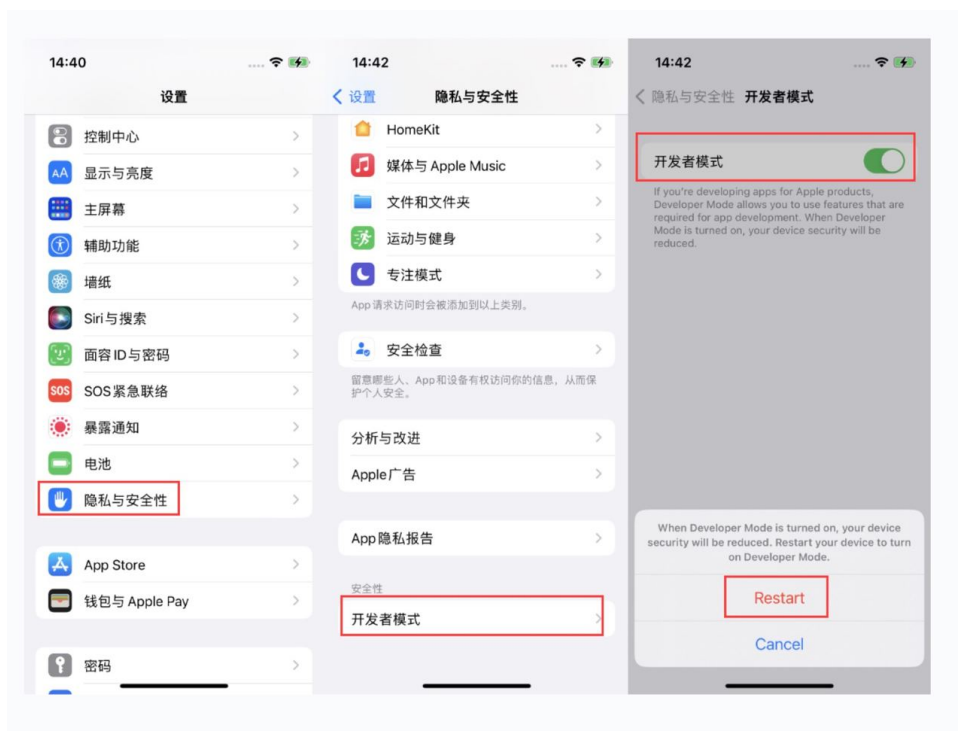 14:40
设置
控制中心
AA
显示与亮度
主屏幕
辅助功能
墙纸
Siri与搜索
面容ID与密码
SOS
SOS紧急联络
暴露通知
电池
隐私与安全性
App Store
钱包与 Apple Pay
密码
14:42
设置
隐私与安全性
HomeKit
媒体与 Apple Music
文件和文件夹
运动与健身
专注模式
App 请求访问时会被添加到以上类别。
安全检查
留意哪些人、App和设备有权访问你的信息，从而保
护个人安全。
分析与改进
Apple广告
App隐私报告
安全性
开发者模式
14:42
隐私与安全性 开发者模式
开发者模式
If you're developing apps for Apple products,
Developer Mode allows you to use features that are
required for app development. When Developer
Mode is turned on, your device security will be
reduced.
When Developer Mode is turned on, your device
security will be reduced. Restart your device to turn
on Developer Mode.
Restart
Cancel